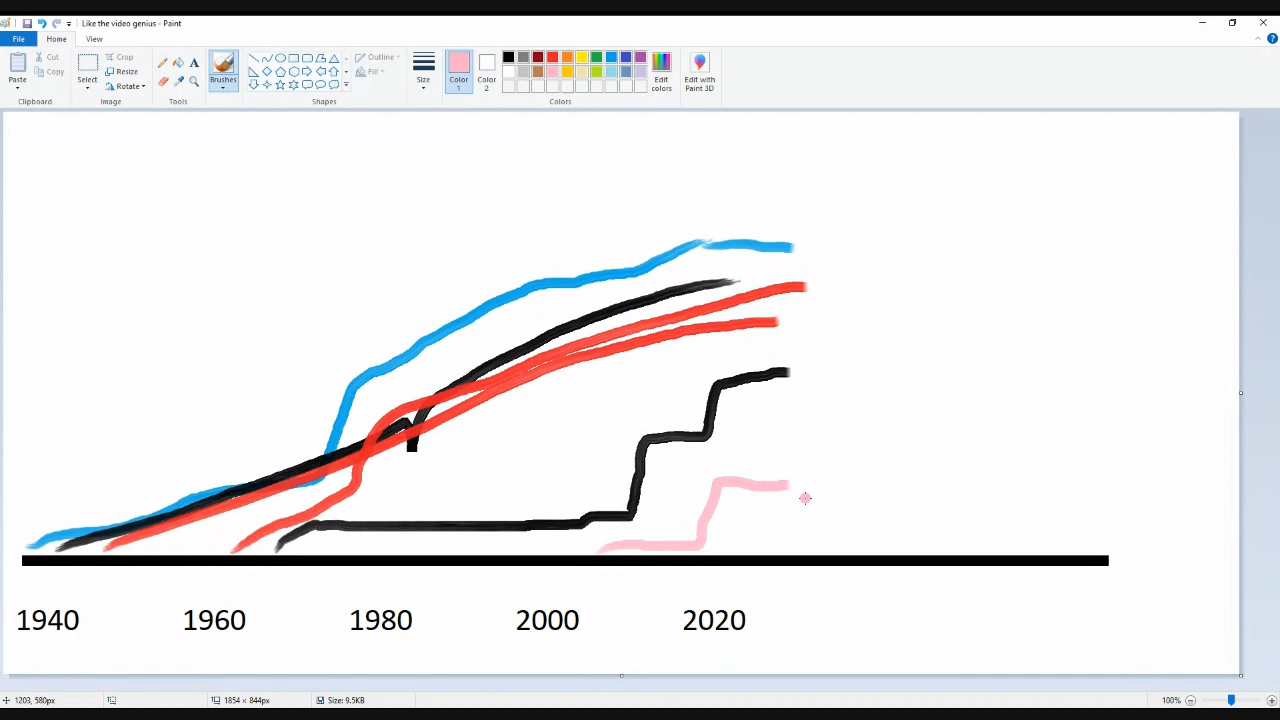 Like the video genius - Paint
File Home View
Paste
Cut
Copy
Clipboard
Select
Crop
Resize
Rotate
Image
A
Tools
Brushes
Outline
Fill
Shapes
Size
Color 1
Color 2
Edit colors
Colors
Edit with Paint 3D
1940 1960 1980 2000 2020
1203, 580px
1854 × 844px
Size: 9.5KB
100%